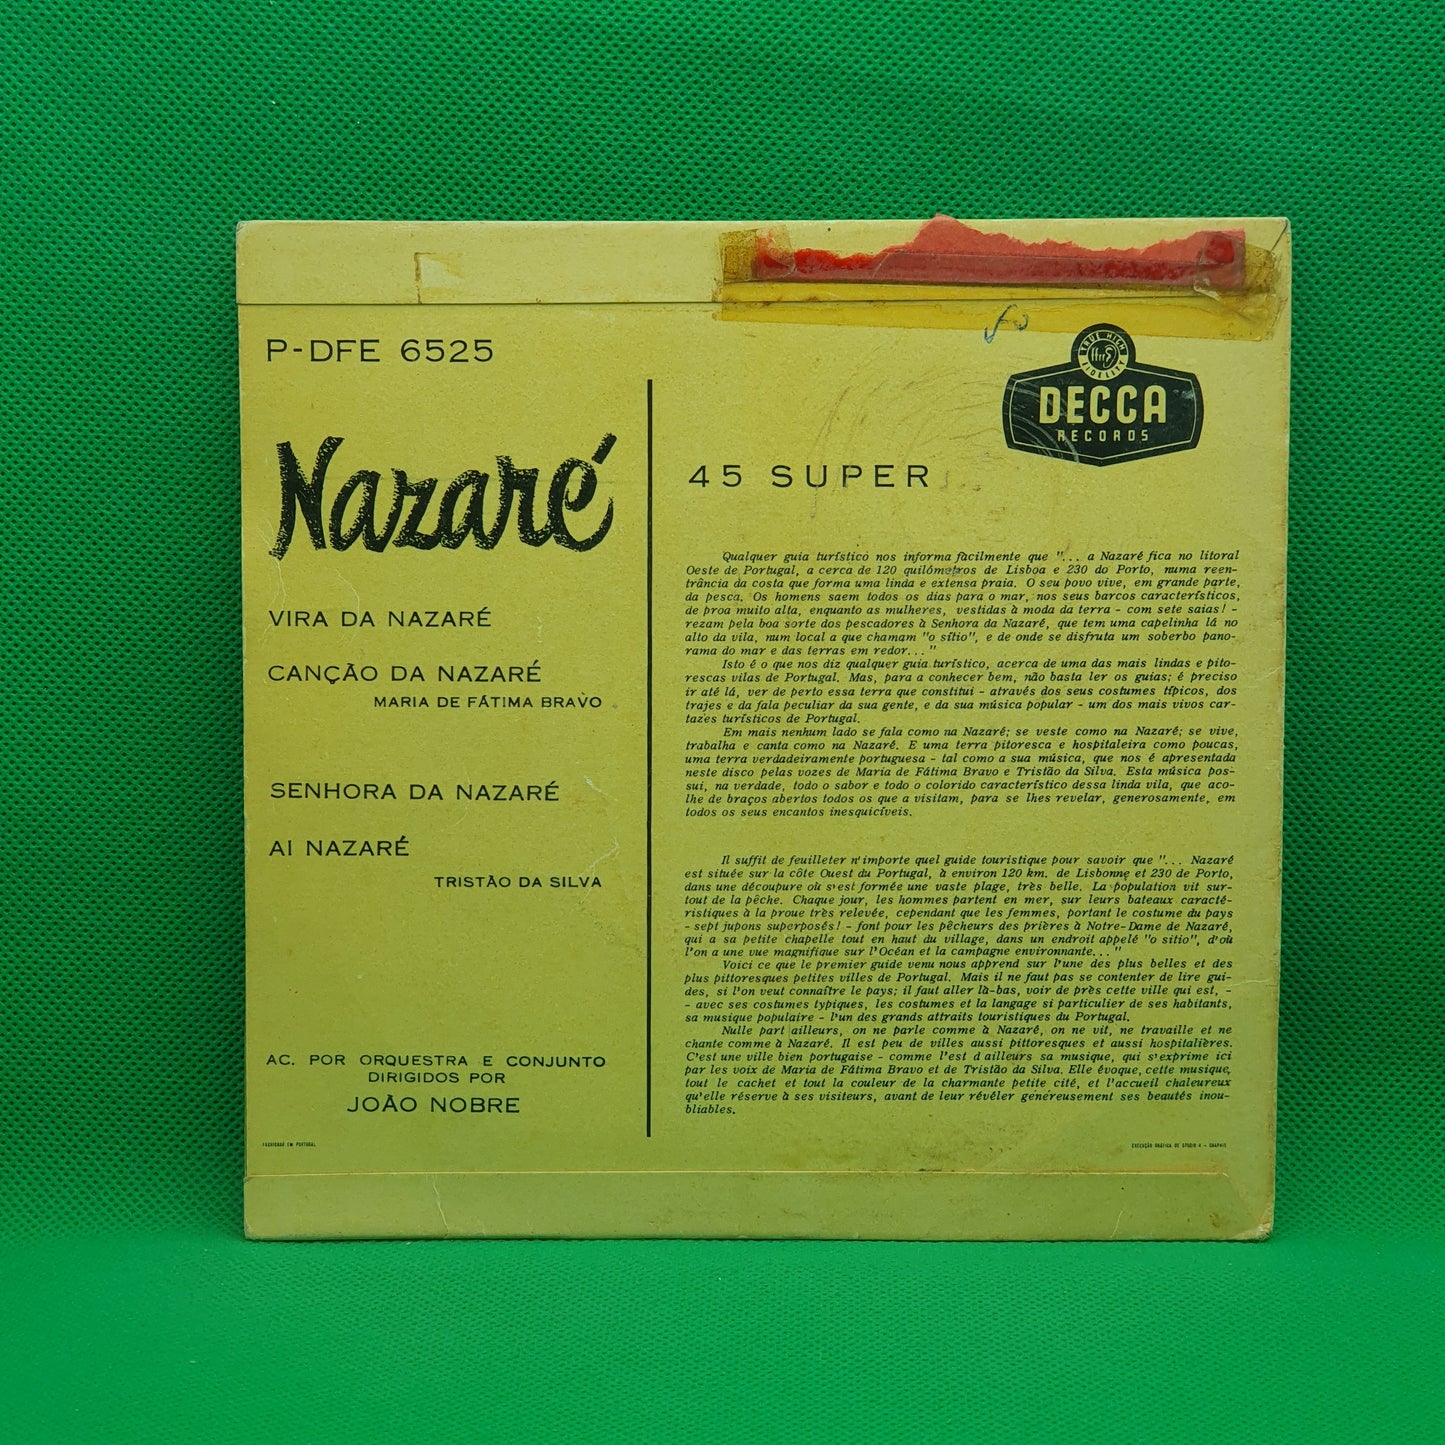 P-DFE 6525
Nazaré
VIRA DA NAZARÉ
CANÇÃO DA NAZARÉ
MARIA DE FÁTIMA BRAVO
SENHORA DA NAZARÉ
AI NAZARÉ
TRISTÃO DA SILVA
AC. POR ORQUESTRA E CONJUNTO
DIRIGIDOS POR
JOÃO NOBRE
FABRICADO EM PORTUGAL
TRUE HIGH FIDELITY
DECCA
RECORDS
45 SUPER
Qualquer guia turístico nos informa fàcilmente que "... a Nazaré fica no litoral
Oeste de Portugal, a cerca de 120 quilómetros de Lisboa e 230 do Porto, numa reen-
trância da costa que forma uma linda e extensa praia. O seu povo vive, em grande parte,
da pesca. Os homens saem todos os dias para o mar, nos seus barcos característicos,
de proa muito alta, enquanto as mulheres, vestidas à moda da terra - com sete saias! -
rezam pela boa sorte dos pescadores à Senhora da Nazaré, que tem uma capelinha lá no
alto da vila, num local a que chamam "o sítio", e de onde se disfruta um soberbo pano-
rama do mar e das terras em redor... "
Isto é o que nos diz qualquer guia turístico, acerca de uma das mais lindas e pito-
rescas vilas de Portugal. Mas, para a conhecer bem, não basta ler os guias; é preciso
ir até lá, ver de perto essa terra que constitui - através dos seus costumes típicos, dos
trajes e da fala peculiar da sua gente, e da sua música popular - um dos mais vivos car-
tazes turísticos de Portugal.
Em mais nenhum lado se fala como na Nazaré; se veste como na Nazaré; se vive,
trabalha e canta como na Nazaré. E uma terra pitoresca e hospitaleira como poucas,
uma terra verdadeiramente portuguesa - tal como a sua música, que nos é apresentada
neste disco pelas vozes de Maria de Fátima Bravo e Tristão da Silva. Esta música pos-
sui, na verdade, todo o sabor e todo o colorido característico dessa linda vila, que aco-
lhe de braços abertos todos os que a visitam, para se lhes revelar, generosamente, em
todos os seus encantos inesquicíveis.
Il suffit de feuilleter n'importe quel guide touristique pour savoir que "... Nazaré
est située sur la côte Ouest du Portugal, à environ 120 km. de Lisbonne et 230 de Porto,
dans une découpure où s'est formée une vaste plage, très belle. La population vit sur-
tout de la pêche. Chaque jour, les hommes partent en mer, sur leurs bateaux caracté-
ristiques à la proue très relevée, cependant que les femmes, portant le costume du pays
- sept jupons superposés! - font pour les pêcheurs des prières à Notre-Dame de Nazaré,
qui a sa petite chapelle tout en haut du village, dans un endroit appelé "o sitio", d'où
l'on a une vue magnifique sur l'Océan et la campagne environnante... "
Voici ce que le premier guide venu nous apprend sur l'une des plus belles et des
plus pittoresques petites villes de Portugal. Mais il ne faut pas se contenter de lire gui-
des, si l'on veut connaître le pays; il faut aller là-bas, voir de près cette ville qui est, -
- avec ses costumes typiques, les costumes et la langage si particulier de ses habitants,
sa musique populaire - l'un des grands attraits touristiques du Portugal.
Nulle part ailleurs, on ne parle comme à Nazaré, on ne vit, ne travaille et ne
chante comme à Nazaré. Il est peu de villes aussi pittoresques et aussi hospitalières.
C'est une ville bien portugaise - comme l'est d ailleurs sa musique, qui s'exprime ici
par les voix de Maria de Fátima Bravo et de Tristão da Silva. Elle évoque, cette musique,
tout le cachet et tout la couleur de la charmante petite cité, et l'accueil chaleureux
qu'elle réserve à ses visiteurs, avant de leur révéler genéreusement ses beautés inou-
bliables.
EXECUÇÃO GRÁFICA DE STUDIO 4 - GRAPHIS